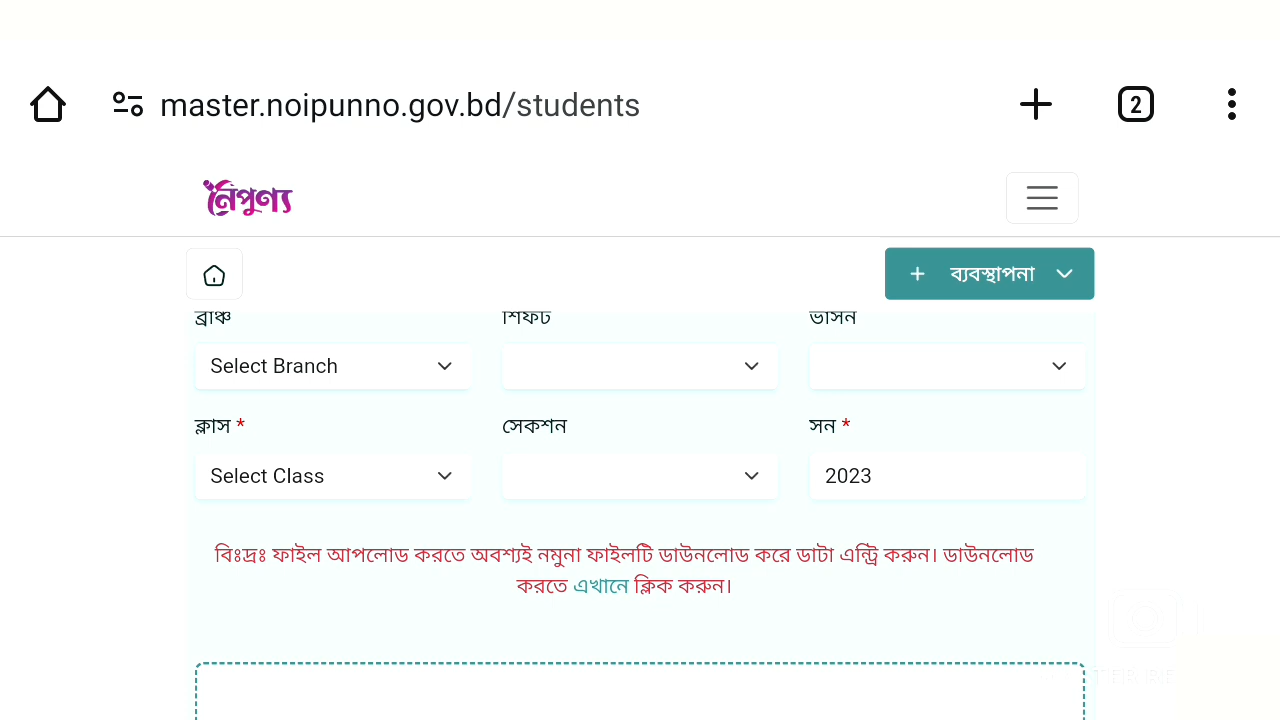 2
master.noipunno.gov.bd/students
নৈপুণ্য
ব্যবস্থাপনা
ব্রাঞ্চ শিফট ভার্সন
Select Branch
ক্লাস * সেকশন সন *
Select Class 2023
বিঃদ্রঃ ফাইল আপলোড করতে অবশ্যই নমুনা ফাইলটি ডাউনলোড করে ডাটা এন্ট্রি করুন। ডাউনলোড
করতে এখানে ক্লিক করুন।